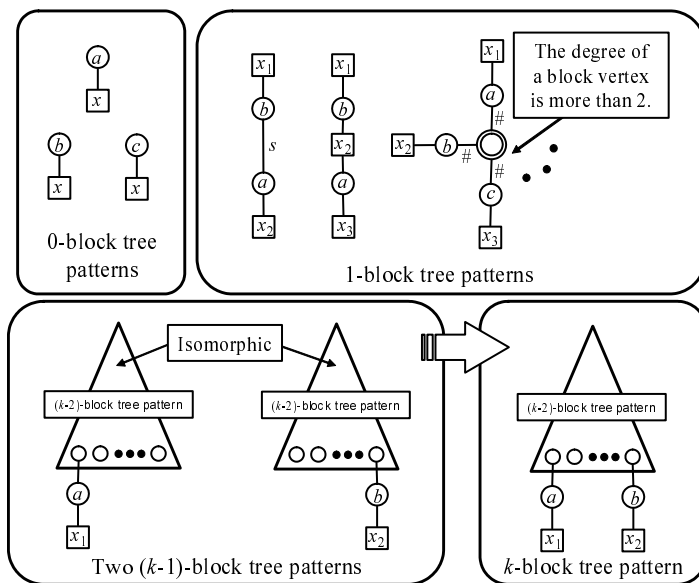 a
x
b
c
x
x
0-block tree
patterns
x1
b
s
a
x2
x1
b
x2
a
x3
x1
a
#
x2
b
#
#
c
x3
The degree of
a block vertex
is more than 2.
1-block tree patterns
Isomorphic
(k-2)-block tree pattern
a
x1
(k-2)-block tree pattern
b
x2
Two (k-1)-block tree patterns
(k-2)-block tree pattern
a
b
x1
x2
k-block tree pattern